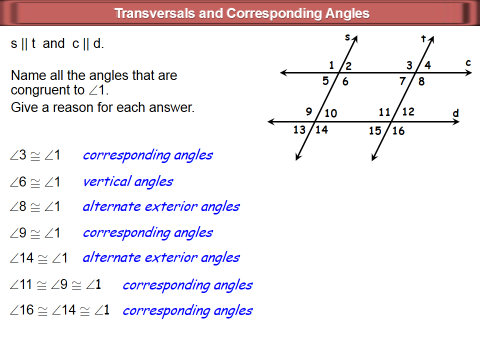 Transversals and Corresponding Angles
s || t and c || d.
Name all the angles that are
congruent to ∠1.
Give a reason for each answer.
s t
1 2 3 4 c
5 6 7 8
9 10 11 12 d
13 14 15 16
∠3 ≅ ∠1 corresponding angles
∠6 ≅ ∠1 vertical angles
∠8 ≅ ∠1 alternate exterior angles
∠9 ≅ ∠1 corresponding angles
∠14 ≅ ∠1 alternate exterior angles
∠11 ≅ ∠9 ≅ ∠1 corresponding angles
∠16 ≅ ∠14 ≅ ∠1 corresponding angles